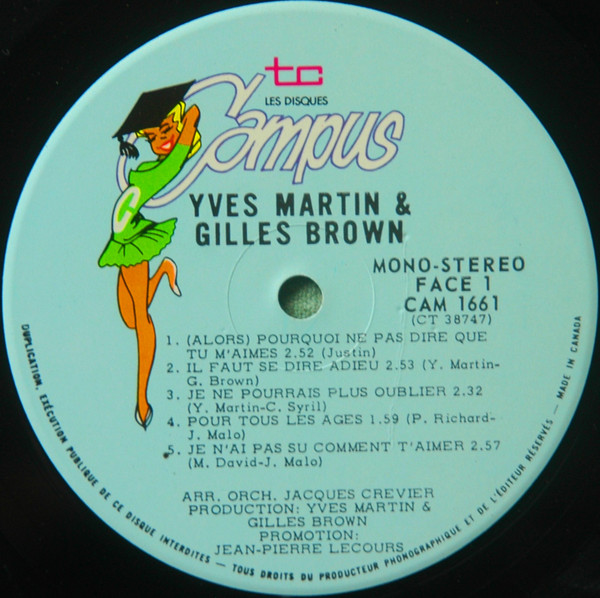 tc
LES DISQUES
Campus
YVES MARTIN &
GILLES BROWN
MONO-STEREO
FACE 1
CAM 1661
(CT 38747)
1. (ALORS) POURQUOI NE PAS DIRE QUE
TU M'AIMES 2.52 (Justin)
2. IL FAUT SE DIRE ADIEU 2.53 (Y. Martin-
G. Brown)
3. JE NE POURRAIS PLUS OUBLIER 2.32
(Y. Martin-C. Syril)
4. POUR TOUS LES AGES 1.59 (P. Richard-
J. Malo)
5. JE N'AI PAS SU COMMENT T'AIMER 2.57
(M. David-J. Malo)
ARR. ORCH. JACQUES CREVIER
PRODUCTION: YVES MARTIN &
GILLES BROWN
PROMOTION:
JEAN-PIERRE LECOURS
DUPLICATION, EXÉCUTION PUBLIQUE DE CE DISQUE INTERDITES – TOUS DROITS DU PRODUCTEUR PHONOGRAPHIQUE ET DE L'ÉDITEUR RÉSERVÉS – MADE IN CANADA
C